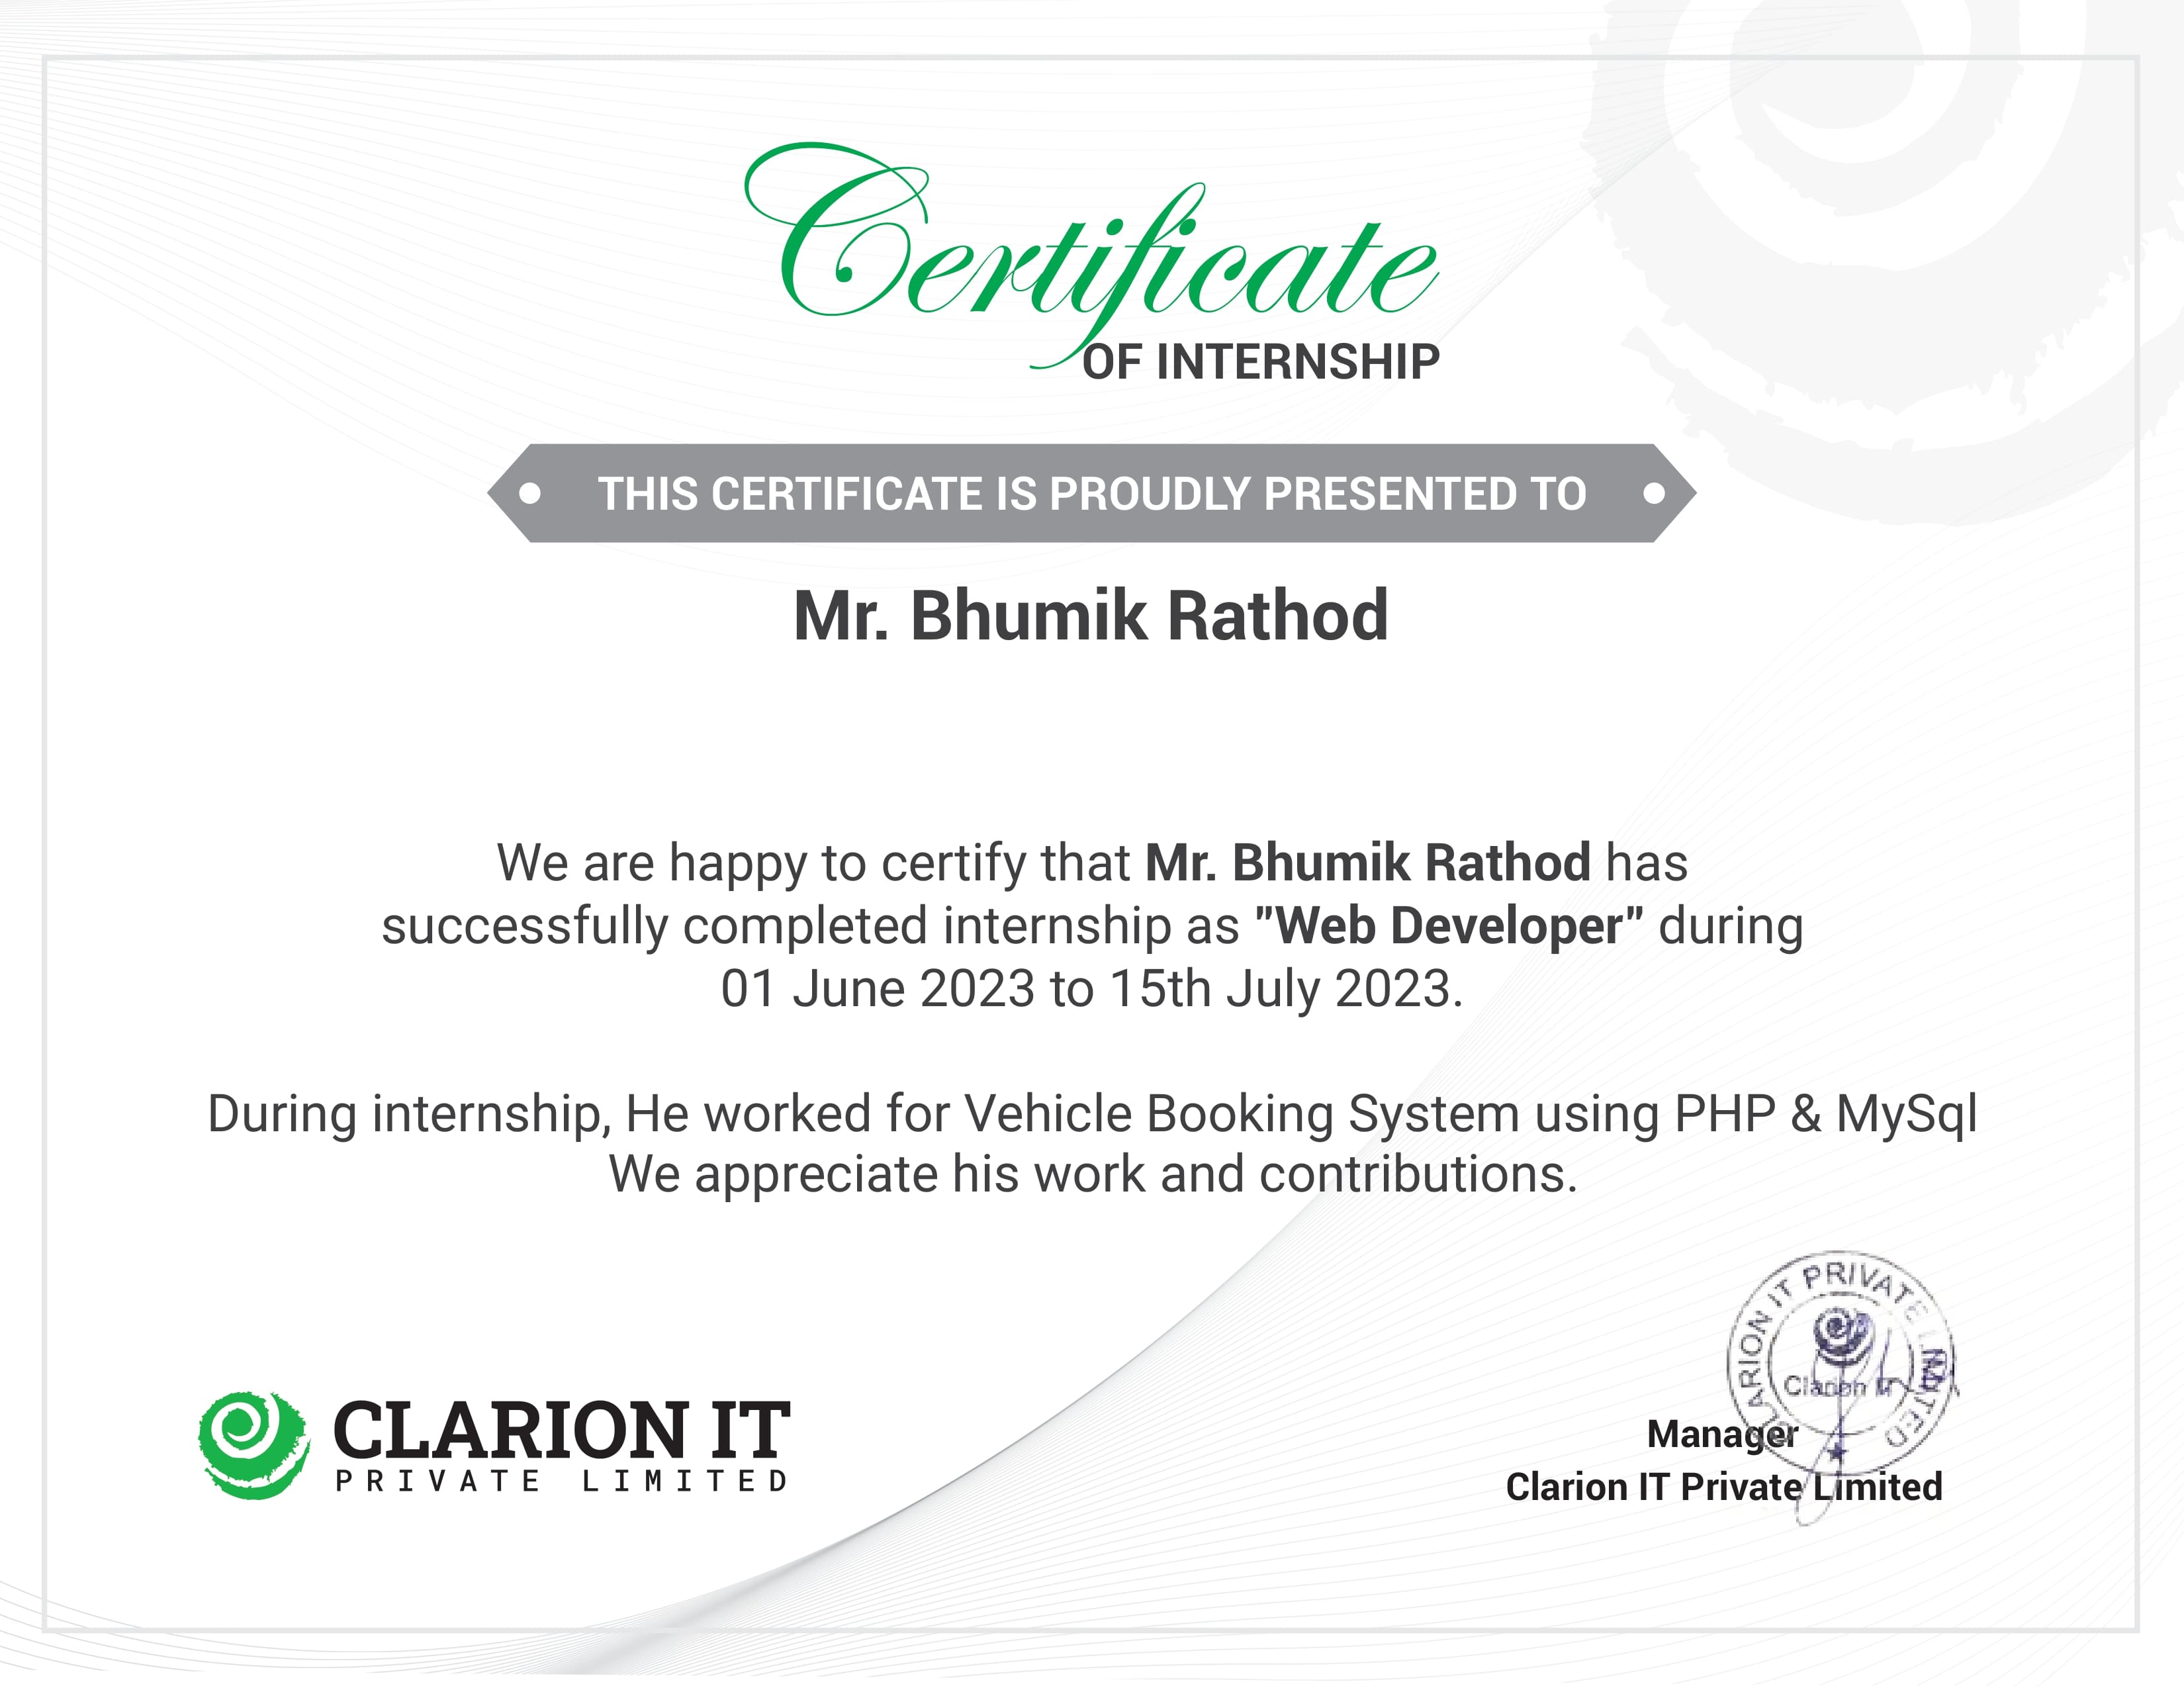 Certificate
OF INTERNSHIP
THIS CERTIFICATE IS PROUDLY PRESENTED TO
Mr. Bhumik Rathod
We are happy to certify that Mr. Bhumik Rathod has
successfully completed internship as "Web Developer" during
01 June 2023 to 15th July 2023.
During internship, He worked for Vehicle Booking System using PHP & MySql
We appreciate his work and contributions.
CLARION IT
PRIVATE LIMITED
CLARION IT PRIVATE LIMITED
Clarion IT
Manager
Clarion IT Private Limited